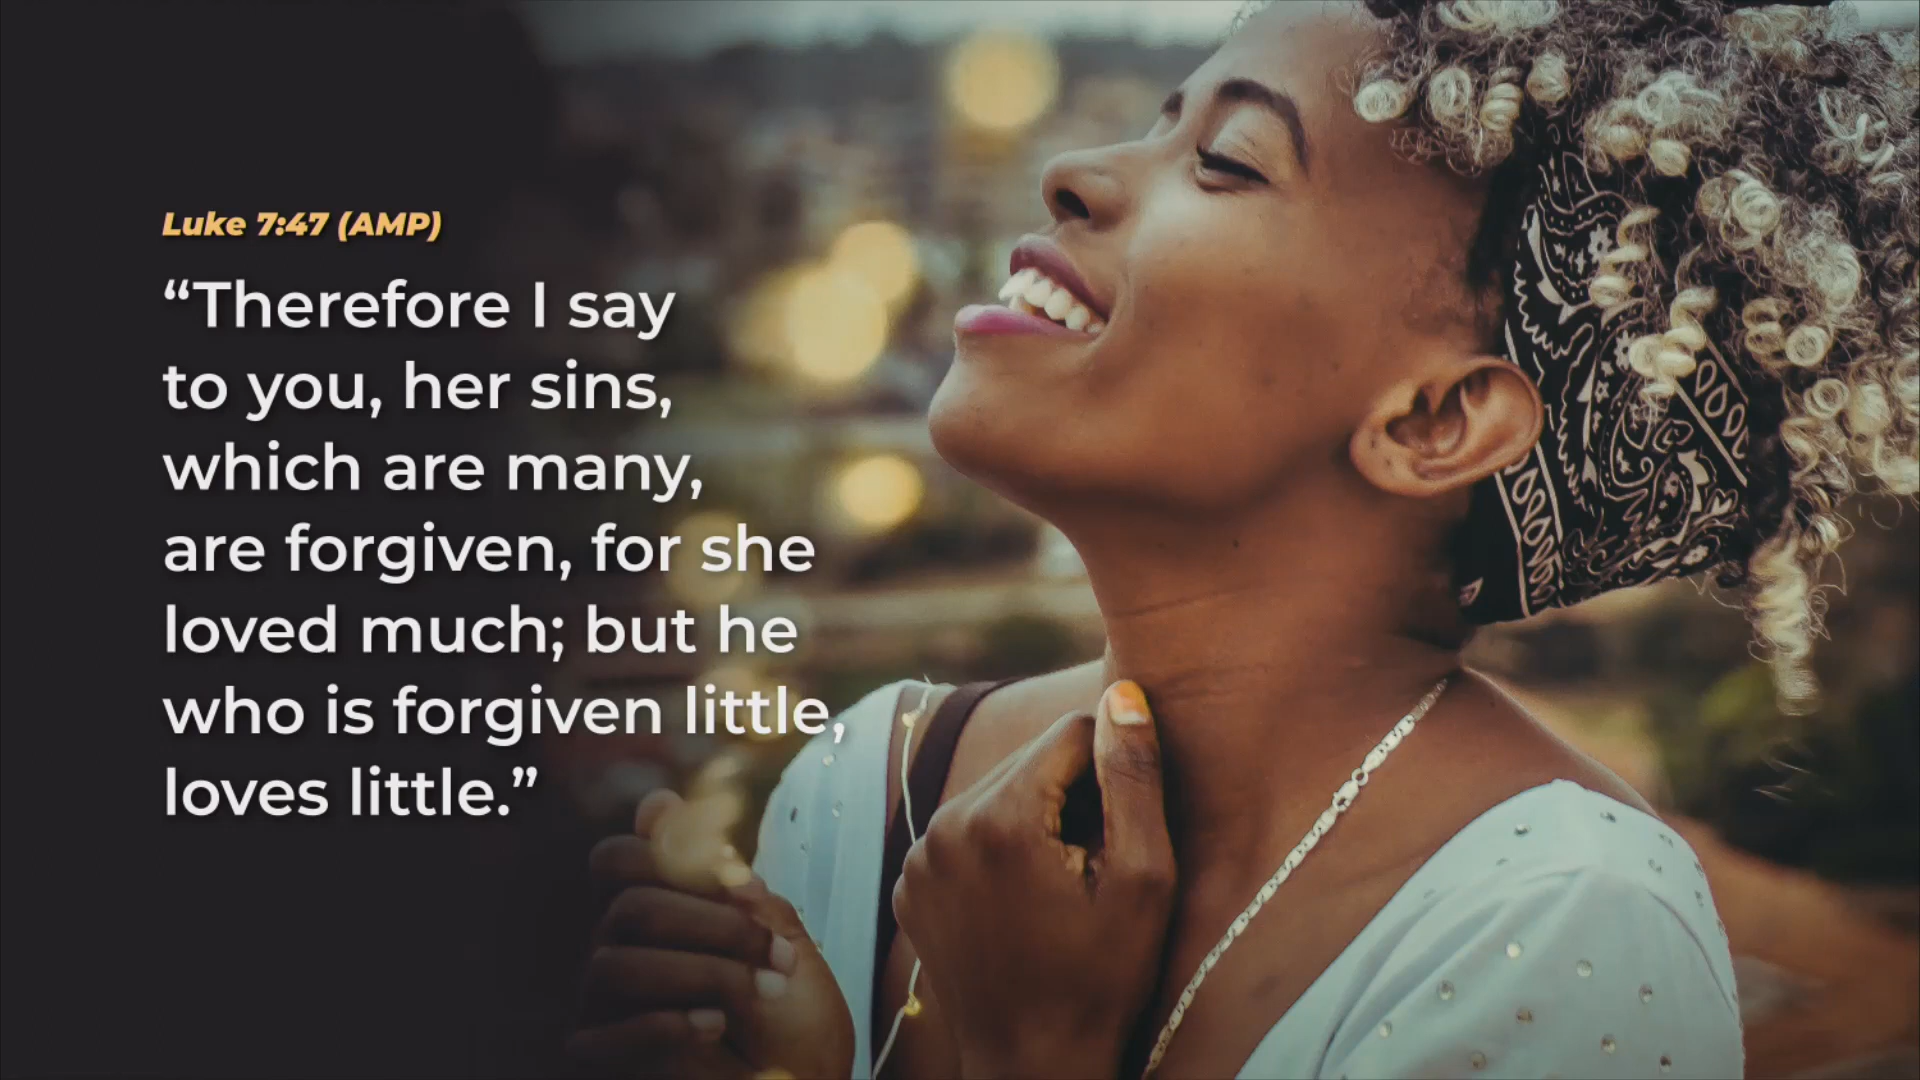 Luke 7:47 (AMP)
“Therefore I say
to you, her sins,
which are many,
are forgiven, for she
loved much; but he
who is forgiven little,
loves little.”